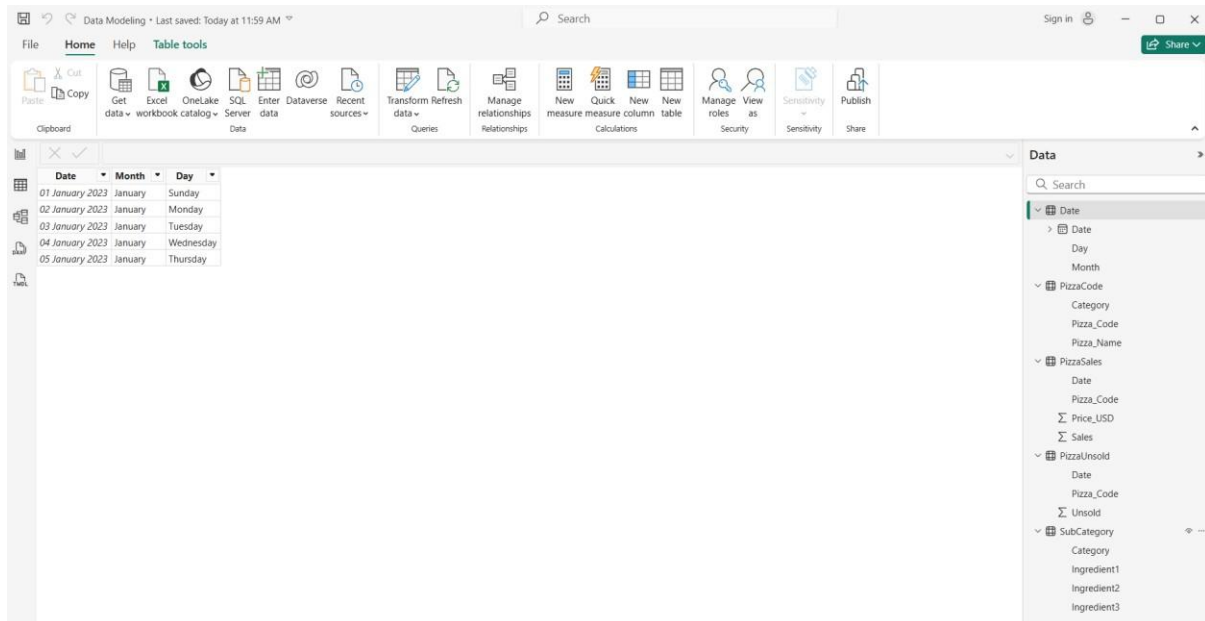 Data Modeling • Last saved: Today at 11:59 AM
Search
Sign in
File Home Help Table tools
Share
Paste
Cut
Copy
Clipboard
Get data
Excel workbook
OneLake catalog
SQL Server
Enter data
Dataverse
Recent sources
Data
Transform data
Refresh
Queries
Manage relationships
Relationships
New measure
Quick measure
New column
New table
Calculations
Manage roles
View as
Security
Sensitivity
Sensitivity
Publish
Share
Date Month Day
01 January 2023 January Sunday
02 January 2023 January Monday
03 January 2023 January Tuesday
04 January 2023 January Wednesday
05 January 2023 January Thursday
Data
Search
Date
Date
Day
Month
PizzaCode
Category
Pizza_Code
Pizza_Name
PizzaSales
Date
Pizza_Code
Price_USD
Sales
PizzaUnsold
Date
Pizza_Code
Unsold
SubCategory
Category
Ingredient1
Ingredient2
Ingredient3
TMDL